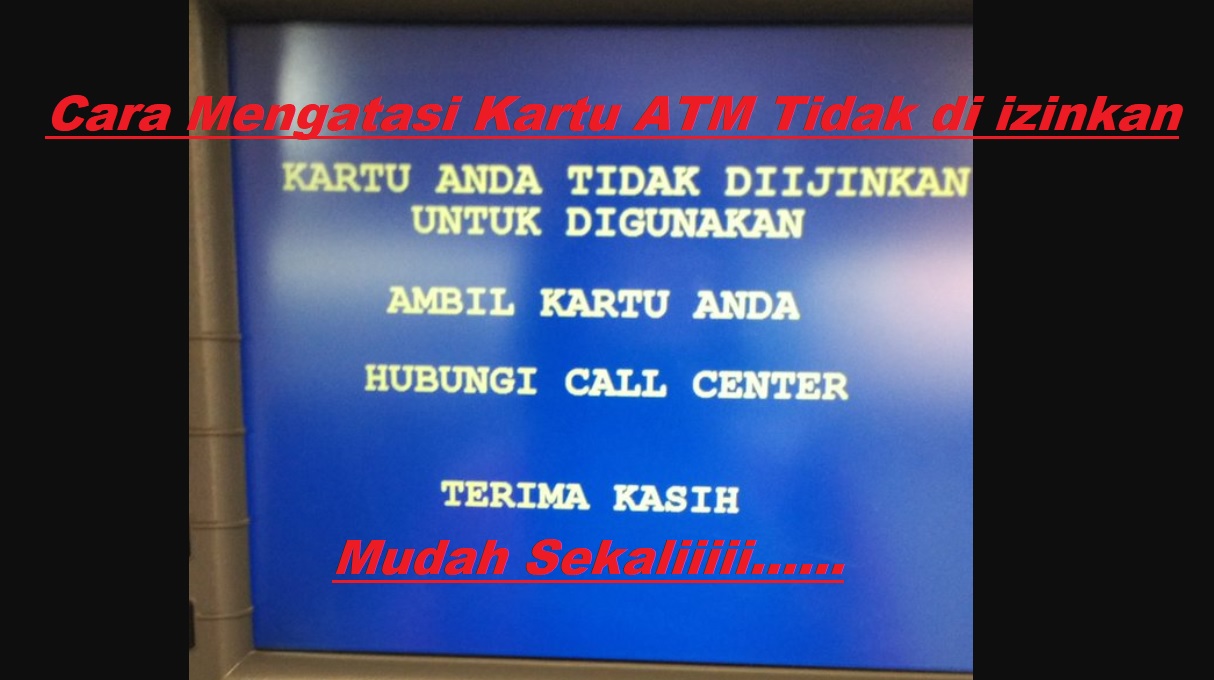 Cara Mengatasi Kartu ATM Tidak di izinkan
KARTU ANDA TIDAK DIIJINKAN
UNTUK DIGUNAKAN
AMBIL KARTU ANDA
HUBUNGI CALL CENTER
TERIMA KASIH
Mudah Sekaliiiiii......